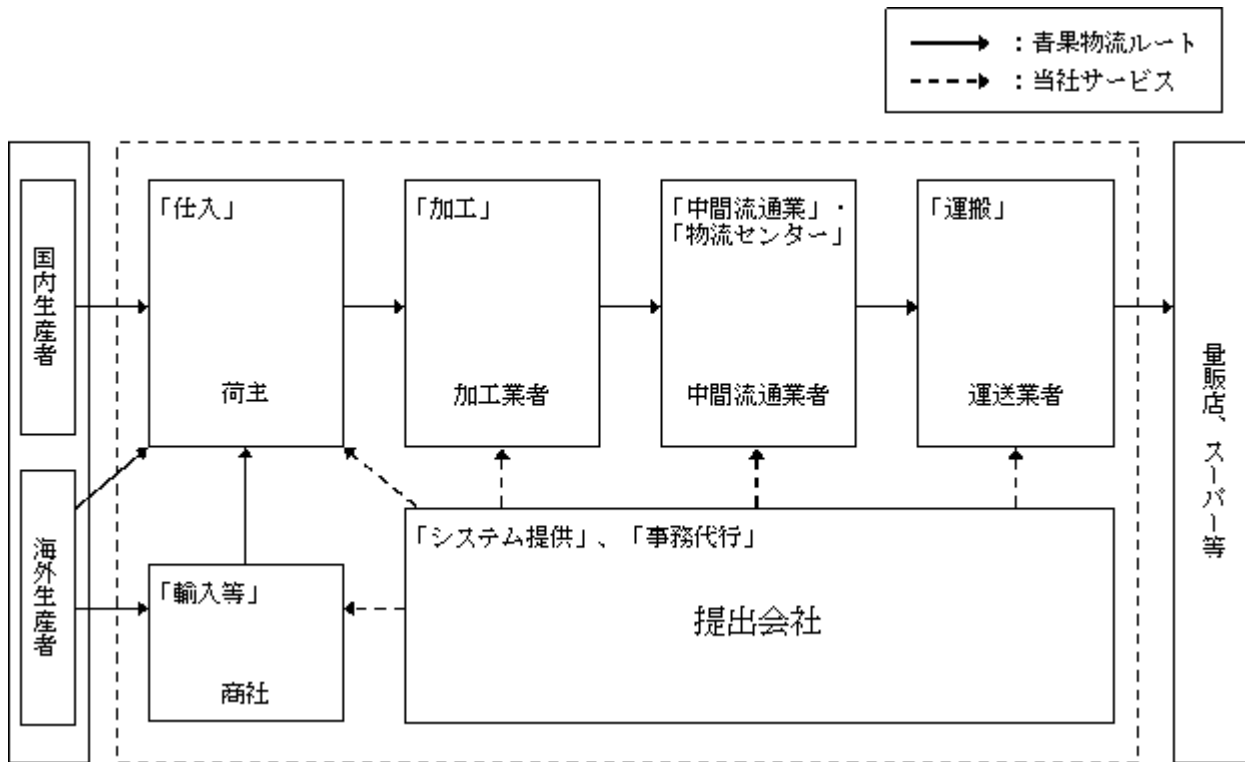 ：青果物流ルート
：当社サービス
国内生産者
海外生産者
「仕入」
荷主
「加工」
加工業者
「中間流通業」・
「物流センター」
中間流通業者
「運搬」
運送業者
「輸入等」
商社
「システム提供」、「事務代行」
提出会社
量販店、スーパー等